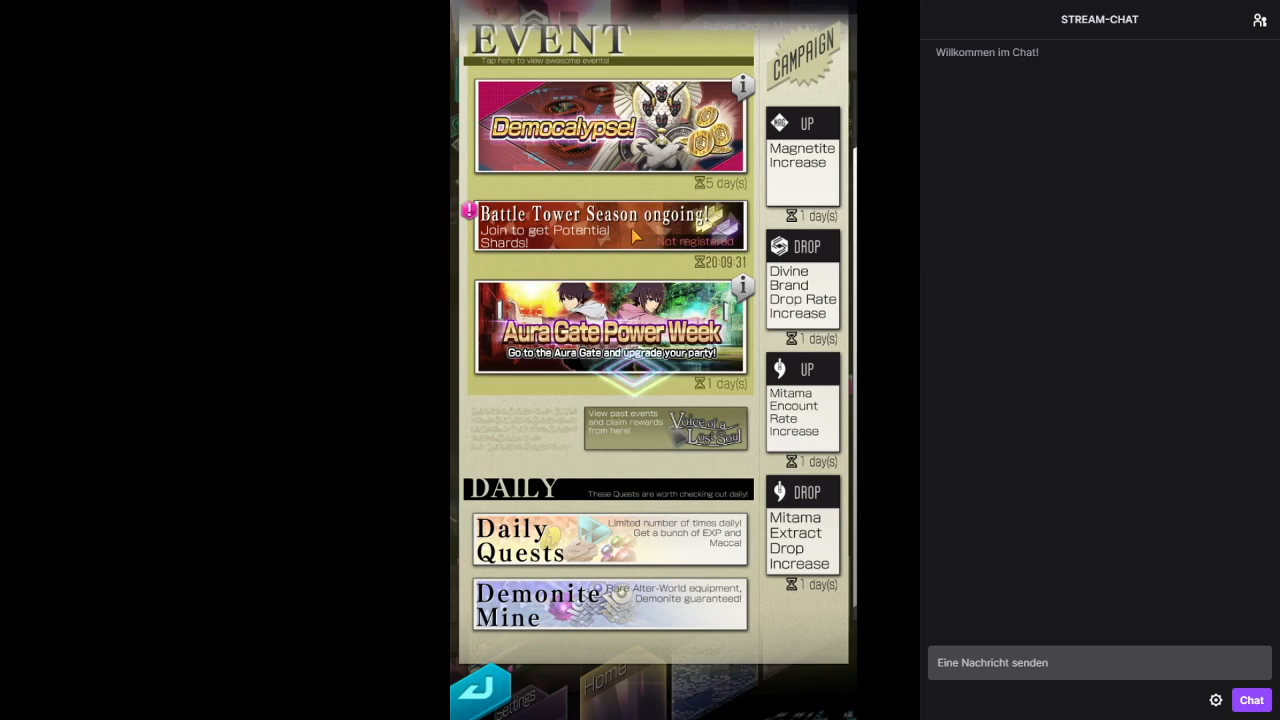 EVENT
Tap here to view awesome events!
Democalypse!
5 day(s)
Battle Tower Season ongoing!
Join to get Potential
Shards!
Not registered
20:09:31
Aura Gate Power Week
Go to the Aura Gate and upgrade your party!
1 day(s)
View past events
and claim rewards
from here!
Voice of a
Lost Soul
DAILY
These Quests are worth checking out daily!
Daily
Quests
Limited number of times daily!
Get a bunch of EXP and
Macca!
Demonite
Mine
Rare Alter-World equipment,
Demonite guaranteed!
Home
CAMPAIGN
MAG
UP
Magnetite
Increase
1 day(s)
DROP
Divine
Brand
Drop Rate
Increase
1 day(s)
UP
Mitama
Encount
Rate
Increase
1 day(s)
DROP
Mitama
Extract
Drop
Increase
1 day(s)
STREAM-CHAT
Willkommen im Chat!
Eine Nachricht senden
Chat